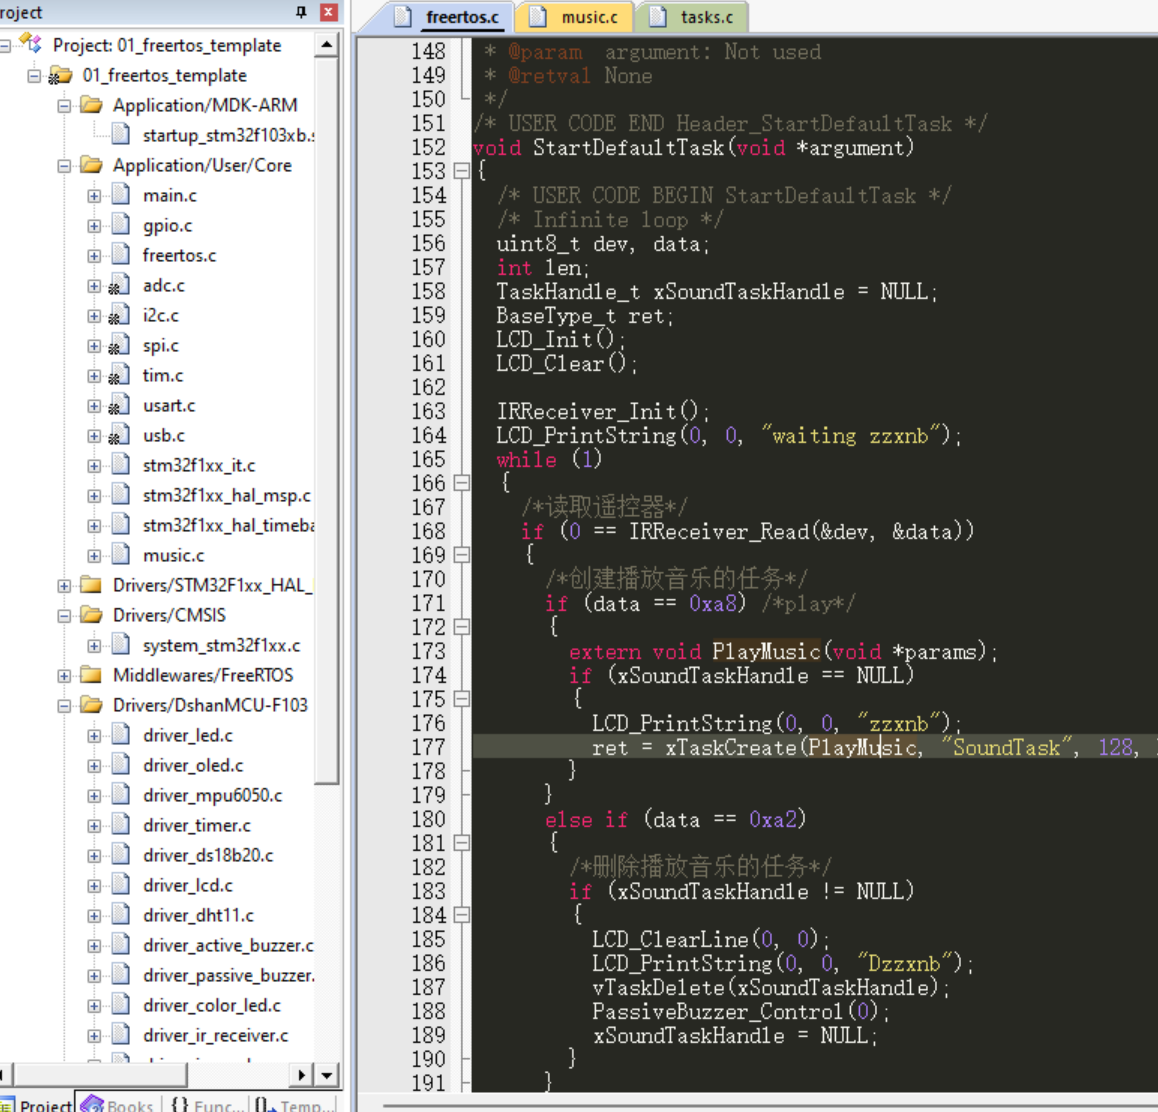 roject
Project: 01_freertos_template
01_freertos_template
Application/MDK-ARM
startup_stm32f103xb.s
Application/User/Core
main.c
gpio.c
freertos.c
adc.c
i2c.c
spi.c
tim.c
usart.c
usb.c
stm32f1xx_it.c
stm32f1xx_hal_msp.c
stm32f1xx_hal_timeba
music.c
Drivers/STM32F1xx_HAL_
Drivers/CMSIS
system_stm32f1xx.c
Middlewares/FreeRTOS
Drivers/DshanMCU-F103
driver_led.c
driver_oled.c
driver_mpu6050.c
driver_timer.c
driver_ds18b20.c
driver_lcd.c
driver_dht11.c
driver_active_buzzer.c
driver_passive_buzzer.
driver_color_led.c
driver_ir_receiver.c
Project Books {} Func... Temp...
freertos.c music.c tasks.c
148 * @param  argument: Not used
149 * @retval None
150 */
151 /* USER CODE END Header_StartDefaultTask */
152 void StartDefaultTask(void *argument)
153 {
154 /* USER CODE BEGIN StartDefaultTask */
155 /* Infinite loop */
156 uint8_t dev, data;
157 int len;
158 TaskHandle_t xSoundTaskHandle = NULL;
159 BaseType_t ret;
160 LCD_Init();
161 LCD_Clear();
162
163 IRReceiver_Init();
164 LCD_PrintString(0, 0, "waiting zzxnb");
165 while (1)
166 {
167 /*读取遥控器*/
168 if (0 == IRReceiver_Read(&dev, &data))
169 {
170 /*创建播放音乐的任务*/
171 if (data == 0xa8) /*play*/
172 {
173 extern void PlayMusic(void *params);
174 if (xSoundTaskHandle == NULL)
175 {
176 LCD_PrintString(0, 0, "zzxnb");
177 ret = xTaskCreate(PlayMusic, "SoundTask", 128,
178 }
179 }
180 else if (data == 0xa2)
181 {
182 /*删除播放音乐的任务*/
183 if (xSoundTaskHandle != NULL)
184 {
185 LCD_ClearLine(0, 0);
186 LCD_PrintString(0, 0, "Dzzxnb");
187 vTaskDelete(xSoundTaskHandle);
188 PassiveBuzzer_Control(0);
189 xSoundTaskHandle = NULL;
190 }
191 }